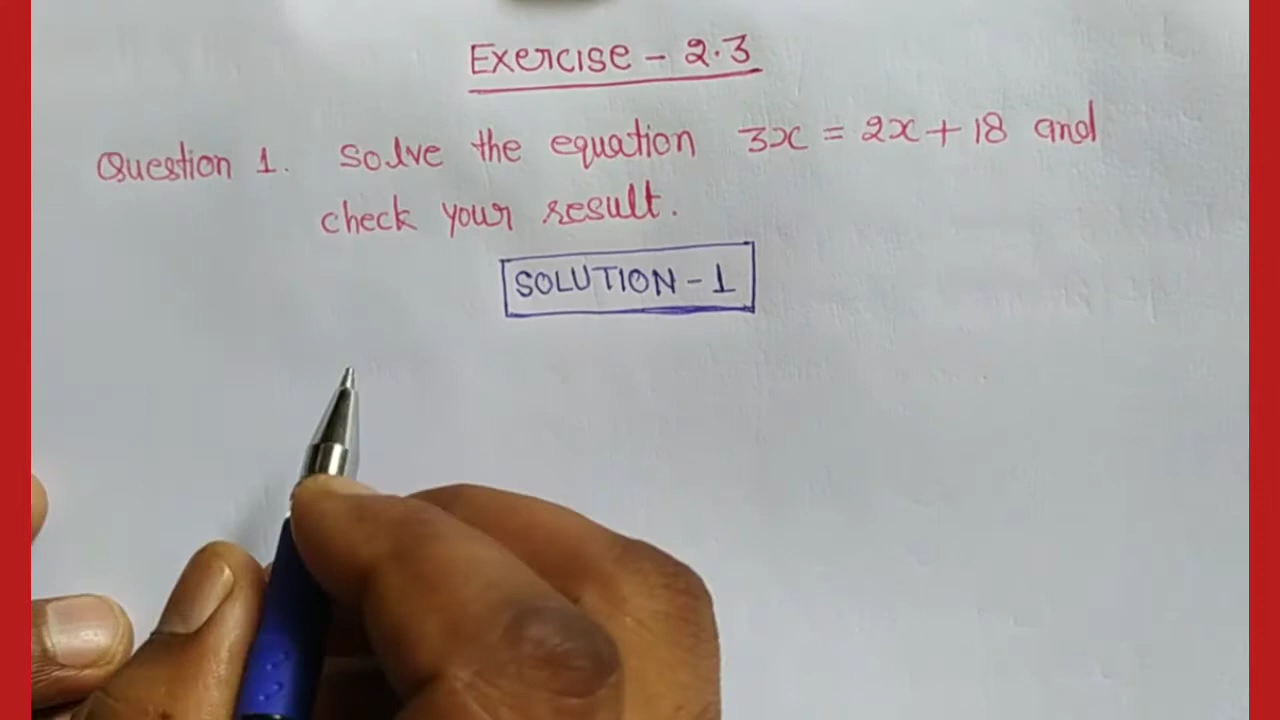 Exercise - 2.3
Question 1. Solve the equation 3x = 2x + 18 and
check your result.
SOLUTION - 1